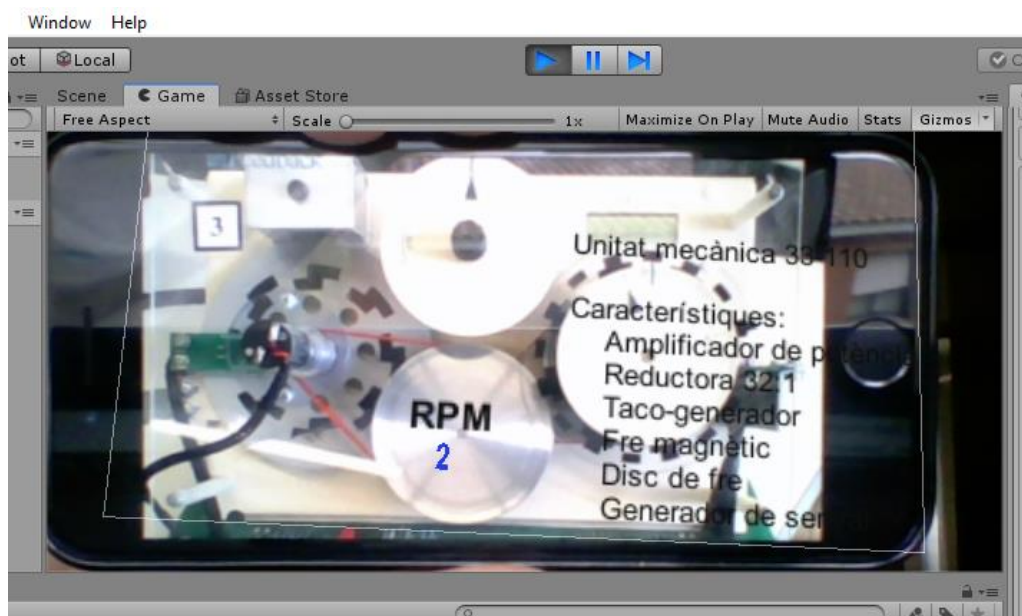 Window Help
Local
Scene Game Asset Store
Free Aspect Scale 1x Maximize On Play Mute Audio Stats Gizmos
3
Unitat mecànica 33-110
Característiques:
Amplificador de potència
Reductora 32:1
Taco-generador
Fre magnètic
Disc de fre
Generador de
RPM
2